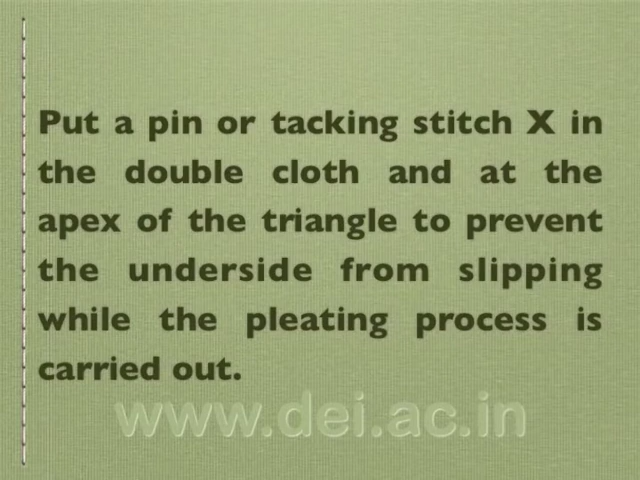 Put a pin or tacking stitch X in
the double cloth and at the
apex of the triangle to prevent
the underside from slipping
while the pleating process is
carried out.
www.dei.ac.in